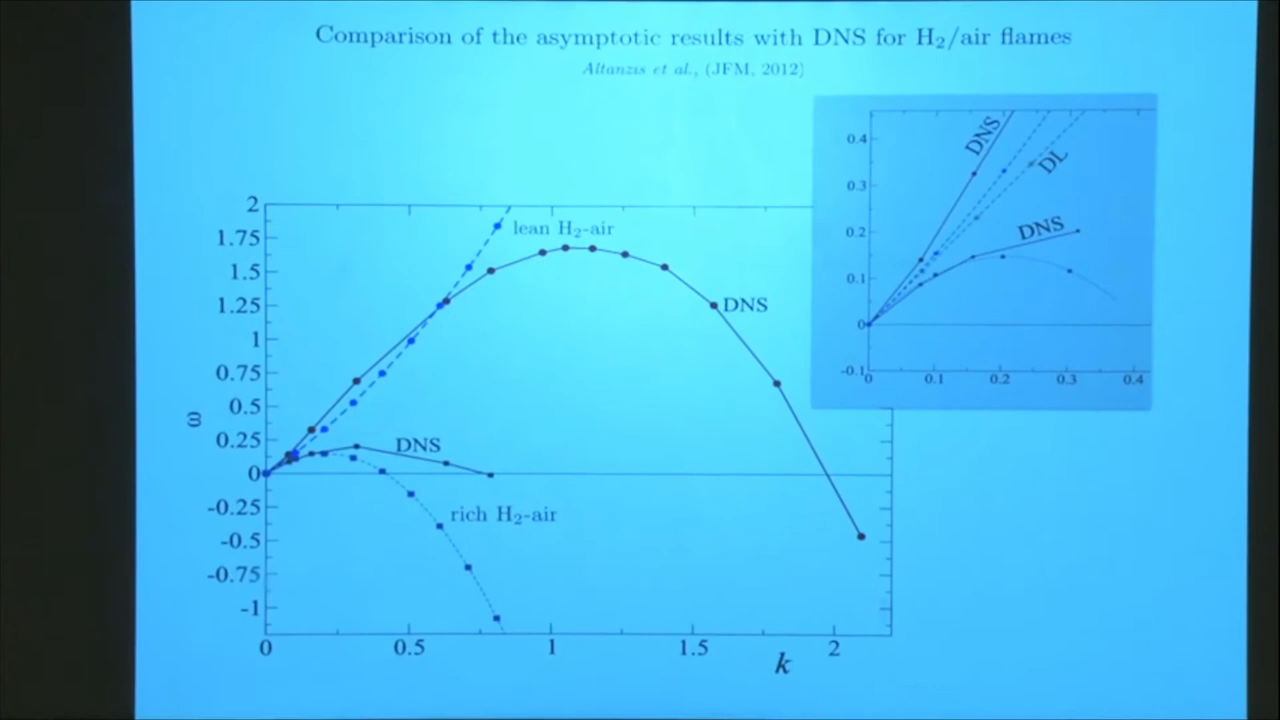 Comparison of the asymptotic results with DNS for H₂/air flames
Altanzis et al., (JFM, 2012)
0.4
0.3
0.2
0.1
0
-0.1
0
0.1
0.2
0.3
0.4
DNS
DL
DNS
2
1.75
1.5
1.25
1
0.75
0.5
0.25
0
-0.25
-0.5
-0.75
-1
ω
lean H₂-air
DNS
DNS
rich H₂-air
0
0.5
1
1.5
2
k